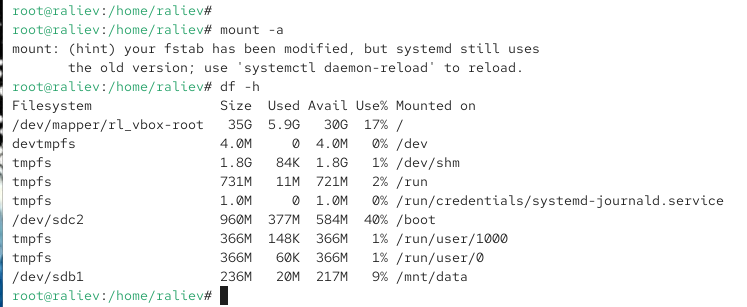 root@raliev:/home/raliev#
root@raliev:/home/raliev# mount -a
mount: (hint) your fstab has been modified, but systemd still uses
       the old version; use 'systemctl daemon-reload' to reload.
root@raliev:/home/raliev# df -h
Filesystem                Size  Used Avail Use% Mounted on
/dev/mapper/rl_vbox-root   35G  5.9G   30G  17% /
devtmpfs                  4.0M     0  4.0M   0% /dev
tmpfs                     1.8G   84K  1.8G   1% /dev/shm
tmpfs                     731M   11M  721M   2% /run
tmpfs                     1.0M     0  1.0M   0% /run/credentials/systemd-journald.service
/dev/sdc2                 960M  377M  584M  40% /boot
tmpfs                     366M  148K  366M   1% /run/user/1000
tmpfs                     366M   60K  366M   1% /run/user/0
/dev/sdb1                 236M   20M  217M   9% /mnt/data
root@raliev:/home/raliev#